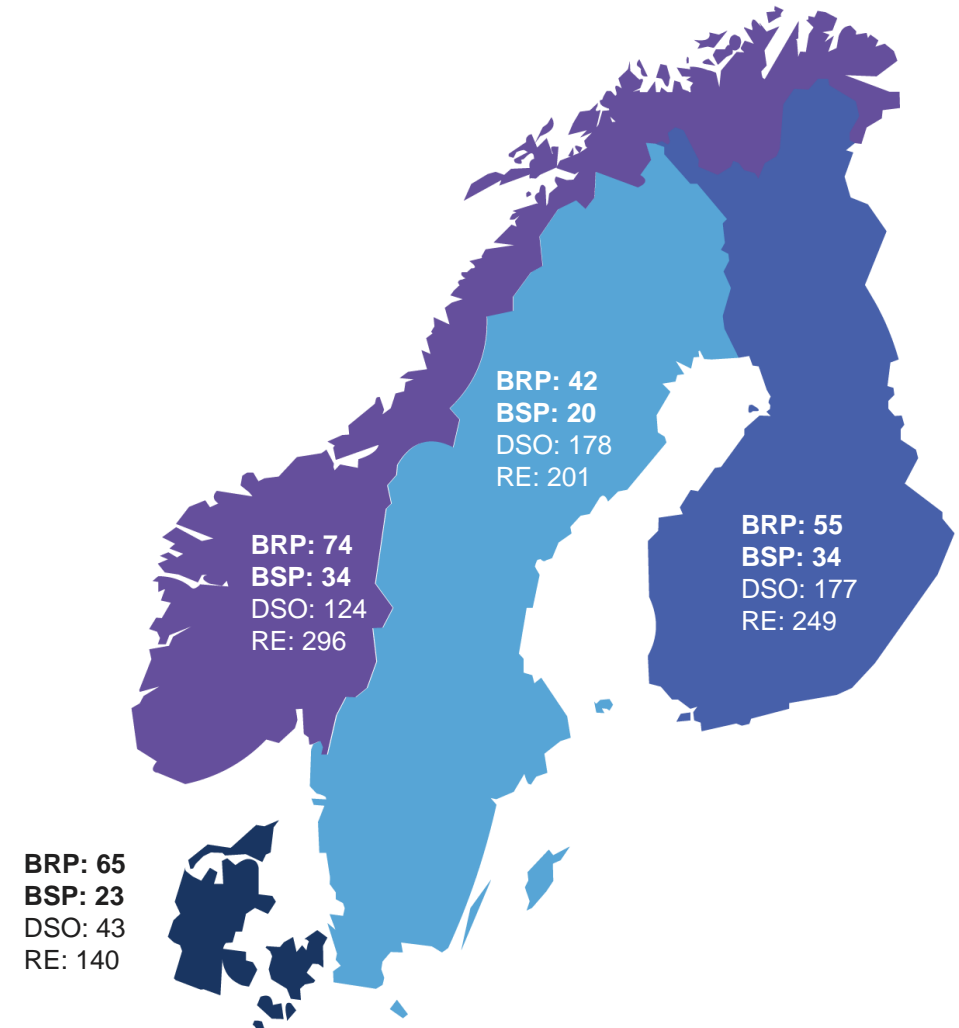 BRP: 42
BSP: 20
DSO: 178
RE: 201
BRP: 55
BSP: 34
DSO: 177
RE: 249
BRP: 74
BSP: 34
DSO: 124
RE: 296
BRP: 65
BSP: 23
DSO: 43
RE: 140